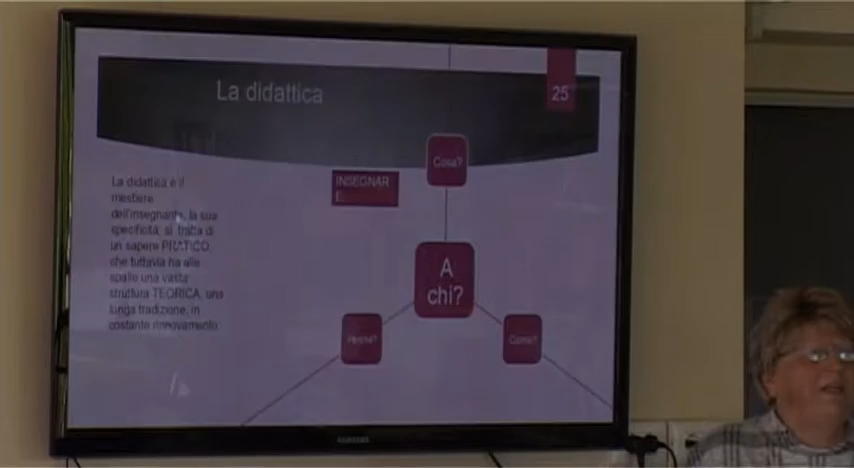 La didattica
25
Cosa?
INSEGNAR
E
La didattica è il
mestiere
dell'insegnante, la sua
specificità, si tratta di
un sapere PRATICO,
che tuttavia ha alle
spalle una vasta
struttura TEORICA, una
lunga tradizione, in
costante rinnovamento
A
chi?
Perché?
Come?
SAMSUNG